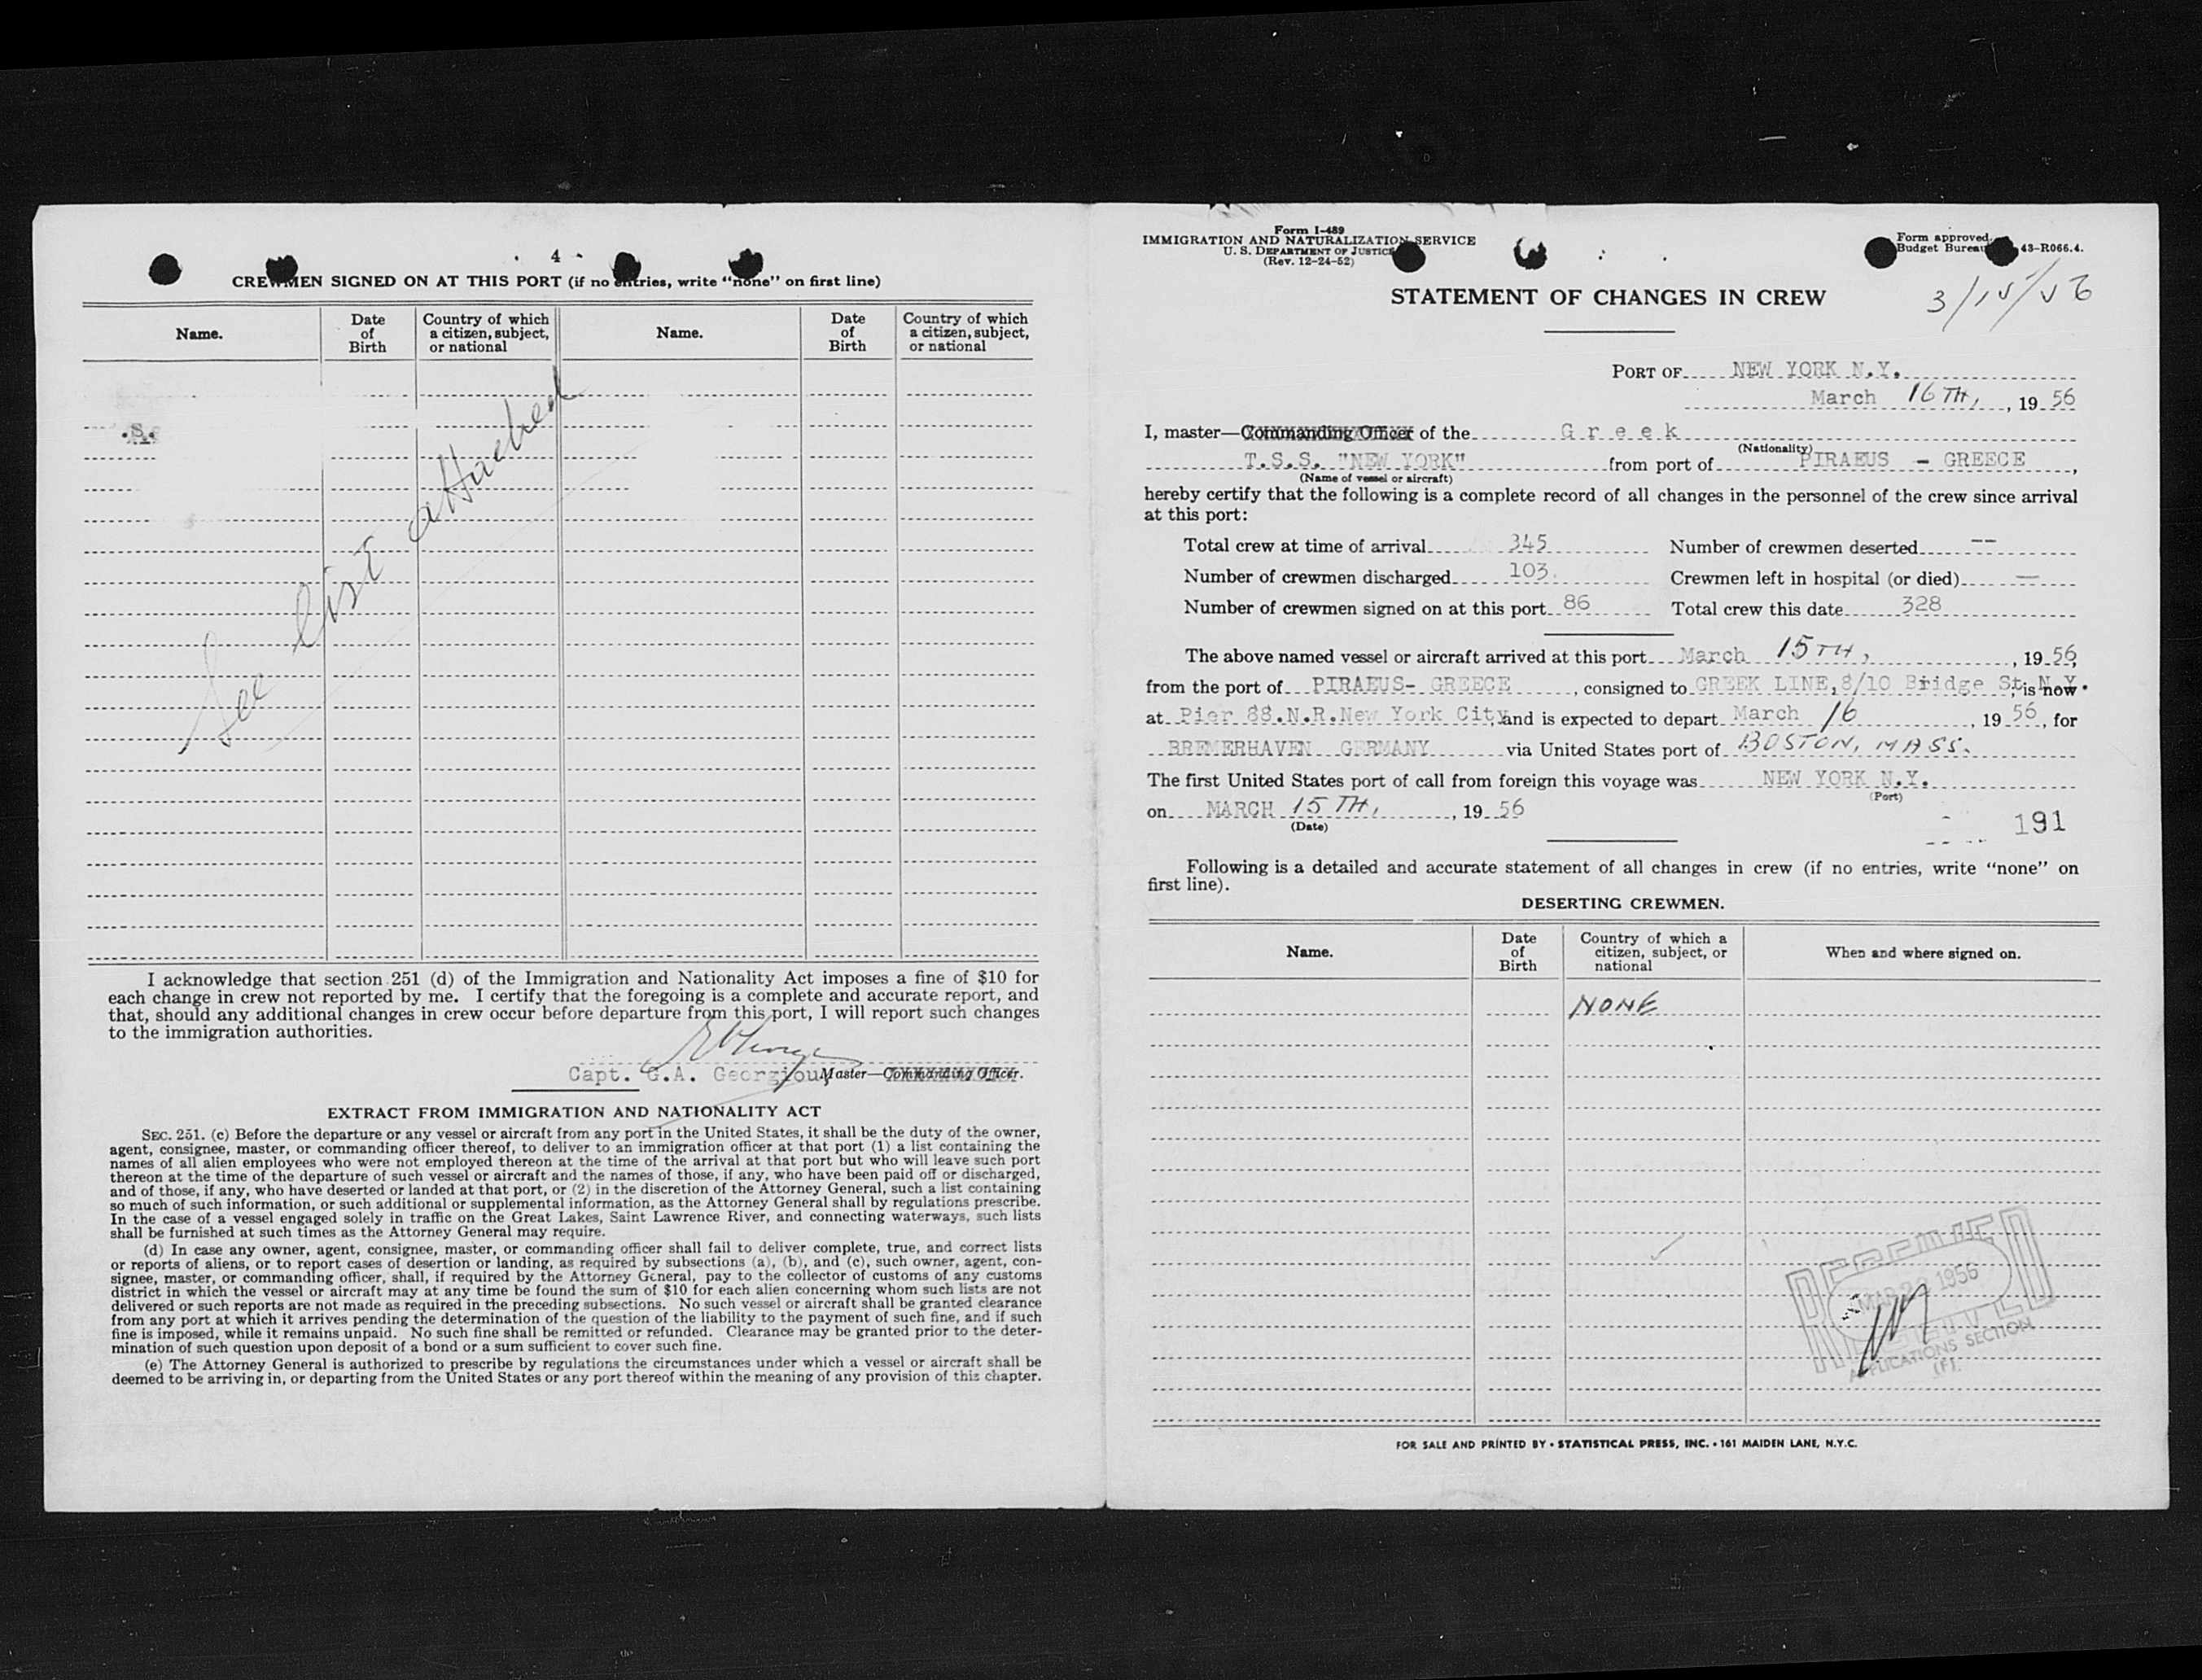 4
CREWMEN SIGNED ON AT THIS PORT (if no entries, write "none" on first line)
Name. Date of Birth Country of which a citizen, subject, or national Name. Date of Birth Country of which a citizen, subject, or national
.S.
See list attached
I acknowledge that section 251 (d) of the Immigration and Nationality Act imposes a fine of $10 for
each change in crew not reported by me. I certify that the foregoing is a complete and accurate report, and
that, should any additional changes in crew occur before departure from this port, I will report such changes
to the immigration authorities.
Capt. G.A. Georgiou, Master—Commanding Officer.
EXTRACT FROM IMMIGRATION AND NATIONALITY ACT
SEC. 251. (c) Before the departure or any vessel or aircraft from any port in the United States, it shall be the duty of the owner,
agent, consignee, master, or commanding officer thereof, to deliver to an immigration officer at that port (1) a list containing the
names of all alien employees who were not employed thereon at the time of the arrival at that port but who will leave such port
thereon at the time of the departure of such vessel or aircraft and the names of those, if any, who have been paid off or discharged,
and of those, if any, who have deserted or landed at that port, or (2) in the discretion of the Attorney General, such a list containing
so much of such information, or such additional or supplemental information, as the Attorney General shall by regulations prescribe.
In the case of a vessel engaged solely in traffic on the Great Lakes, Saint Lawrence River, and connecting waterways, such lists
shall be furnished at such times as the Attorney General may require.
(d) In case any owner, agent, consignee, master, or commanding officer shall fail to deliver complete, true, and correct lists
or reports of aliens, or to report cases of desertion or landing, as required by subsections (a), (b), and (c), such owner, agent, con-
signee, master, or commanding officer, shall, if required by the Attorney General, pay to the collector of customs of any customs
district in which the vessel or aircraft may at any time be found the sum of $10 for each alien concerning whom such lists are not
delivered or such reports are not made as required in the preceding subsections. No such vessel or aircraft shall be granted clearance
from any port at which it arrives pending the determination of the question of the liability to the payment of such fine, and if such
fine is imposed, while it remains unpaid. No such fine shall be remitted or refunded. Clearance may be granted prior to the deter-
mination of such question upon deposit of a bond or a sum sufficient to cover such fine.
(e) The Attorney General is authorized to prescribe by regulations the circumstances under which a vessel or aircraft shall be
deemed to be arriving in, or departing from the United States or any port thereof within the meaning of any provision of this chapter.
Form I-489
IMMIGRATION AND NATURALIZATION SERVICE
U. S. DEPARTMENT OF JUSTICE
(Rev. 12-24-52)
Form approved.
Budget Bureau 43-R066.4.
3/15/56
STATEMENT OF CHANGES IN CREW
PORT OF NEW YORK N.Y.
March 16TH, , 19 56
I, master—Commanding Officer of the Greek
(Nationality)
T.S.S. "NEW YORK" from port of PIRAEUS - GREECE ,
(Name of vessel or aircraft)
hereby certify that the following is a complete record of all changes in the personnel of the crew since arrival
at this port:
Total crew at time of arrival 345 Number of crewmen deserted --
Number of crewmen discharged 103. Crewmen left in hospital (or died) —
Number of crewmen signed on at this port 86 Total crew this date 328
The above named vessel or aircraft arrived at this port March 15TH, , 19 56,
from the port of PIRAEUS- GREECE , consigned to GREEK LINE, 8/10 Bridge St. N.Y. ; is now
at Pier 88.N.R.New York City, and is expected to depart March 16 , 19 56, for
BREMERHAVEN GERMANY via United States port of BOSTON, MASS.
The first United States port of call from foreign this voyage was NEW YORK N.Y.
(Port)
on MARCH 15TH, , 19 56
(Date)
191
Following is a detailed and accurate statement of all changes in crew (if no entries, write "none" on
first line).
DESERTING CREWMEN.
Name. Date of Birth Country of which a citizen, subject, or national When and where signed on.
NONE
RECEIVED
MAR 1956
APPLICATIONS SECTION
(F).
FOR SALE AND PRINTED BY • STATISTICAL PRESS, INC. • 161 MAIDEN LANE, N.Y.C.